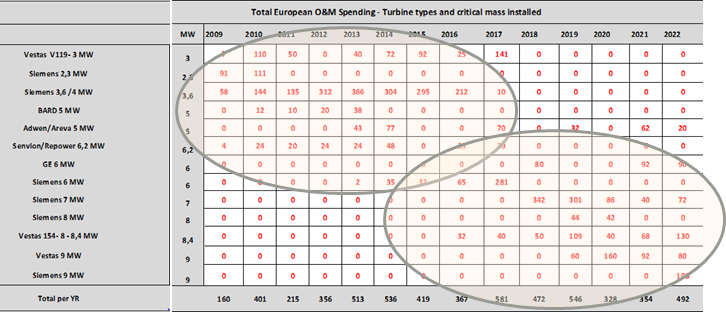 Total European O&M Spending - Turbine types and critical mass installed
MW 2009 2010 2011 2012 2013 2014 2015 2016 2017 2018 2019 2020 2021 2022
Vestas V119- 3 MW 3 110 50 0 40 72 92 25 141 0 0 0 0 0
Siemens 2,3 MW 91 111 0 0 0 0 0 0 0 0 0 0 0 0
Siemens 3,6 /4 MW 3,6 58 144 135 312 366 304 295 212 10 0 0 0 0 0
BARD 5 MW 5 0 12 10 20 38 0 0 0 0 0 0 0 0 0
Adwen/Areva 5 MW 5 0 0 0 0 43 77 0 0 70 0 32 0 62 20
Senvion/Repower 6,2 MW 6,2 4 24 20 24 24 48 0 0 0 0 0 0
GE 6 MW 6 0 0 0 0 0 0 0 0 0 80 0 0 92 90
Siemens 6 MW 6 0 0 0 2 35 65 281 0 0 0 0 0
Siemens 7 MW 7 0 0 0 0 0 0 0 0 0 342 301 86 40 72
Siemens 8 MW 8 0 0 0 0 0 0 0 0 0 0 44 42 0 0
Vestas 154- 8 - 8,4 MW 8,4 0 0 0 0 0 0 0 32 40 50 109 40 68 130
Vestas 9 MW 9 0 0 0 0 0 0 0 0 0 0 60 160 92 80
Siemens 9 MW 9 0 0 0 0 0 0 0 0 0 0 0 0 0
Total per YR 160 401 215 356 513 536 419 367 581 472 546 328 354 492